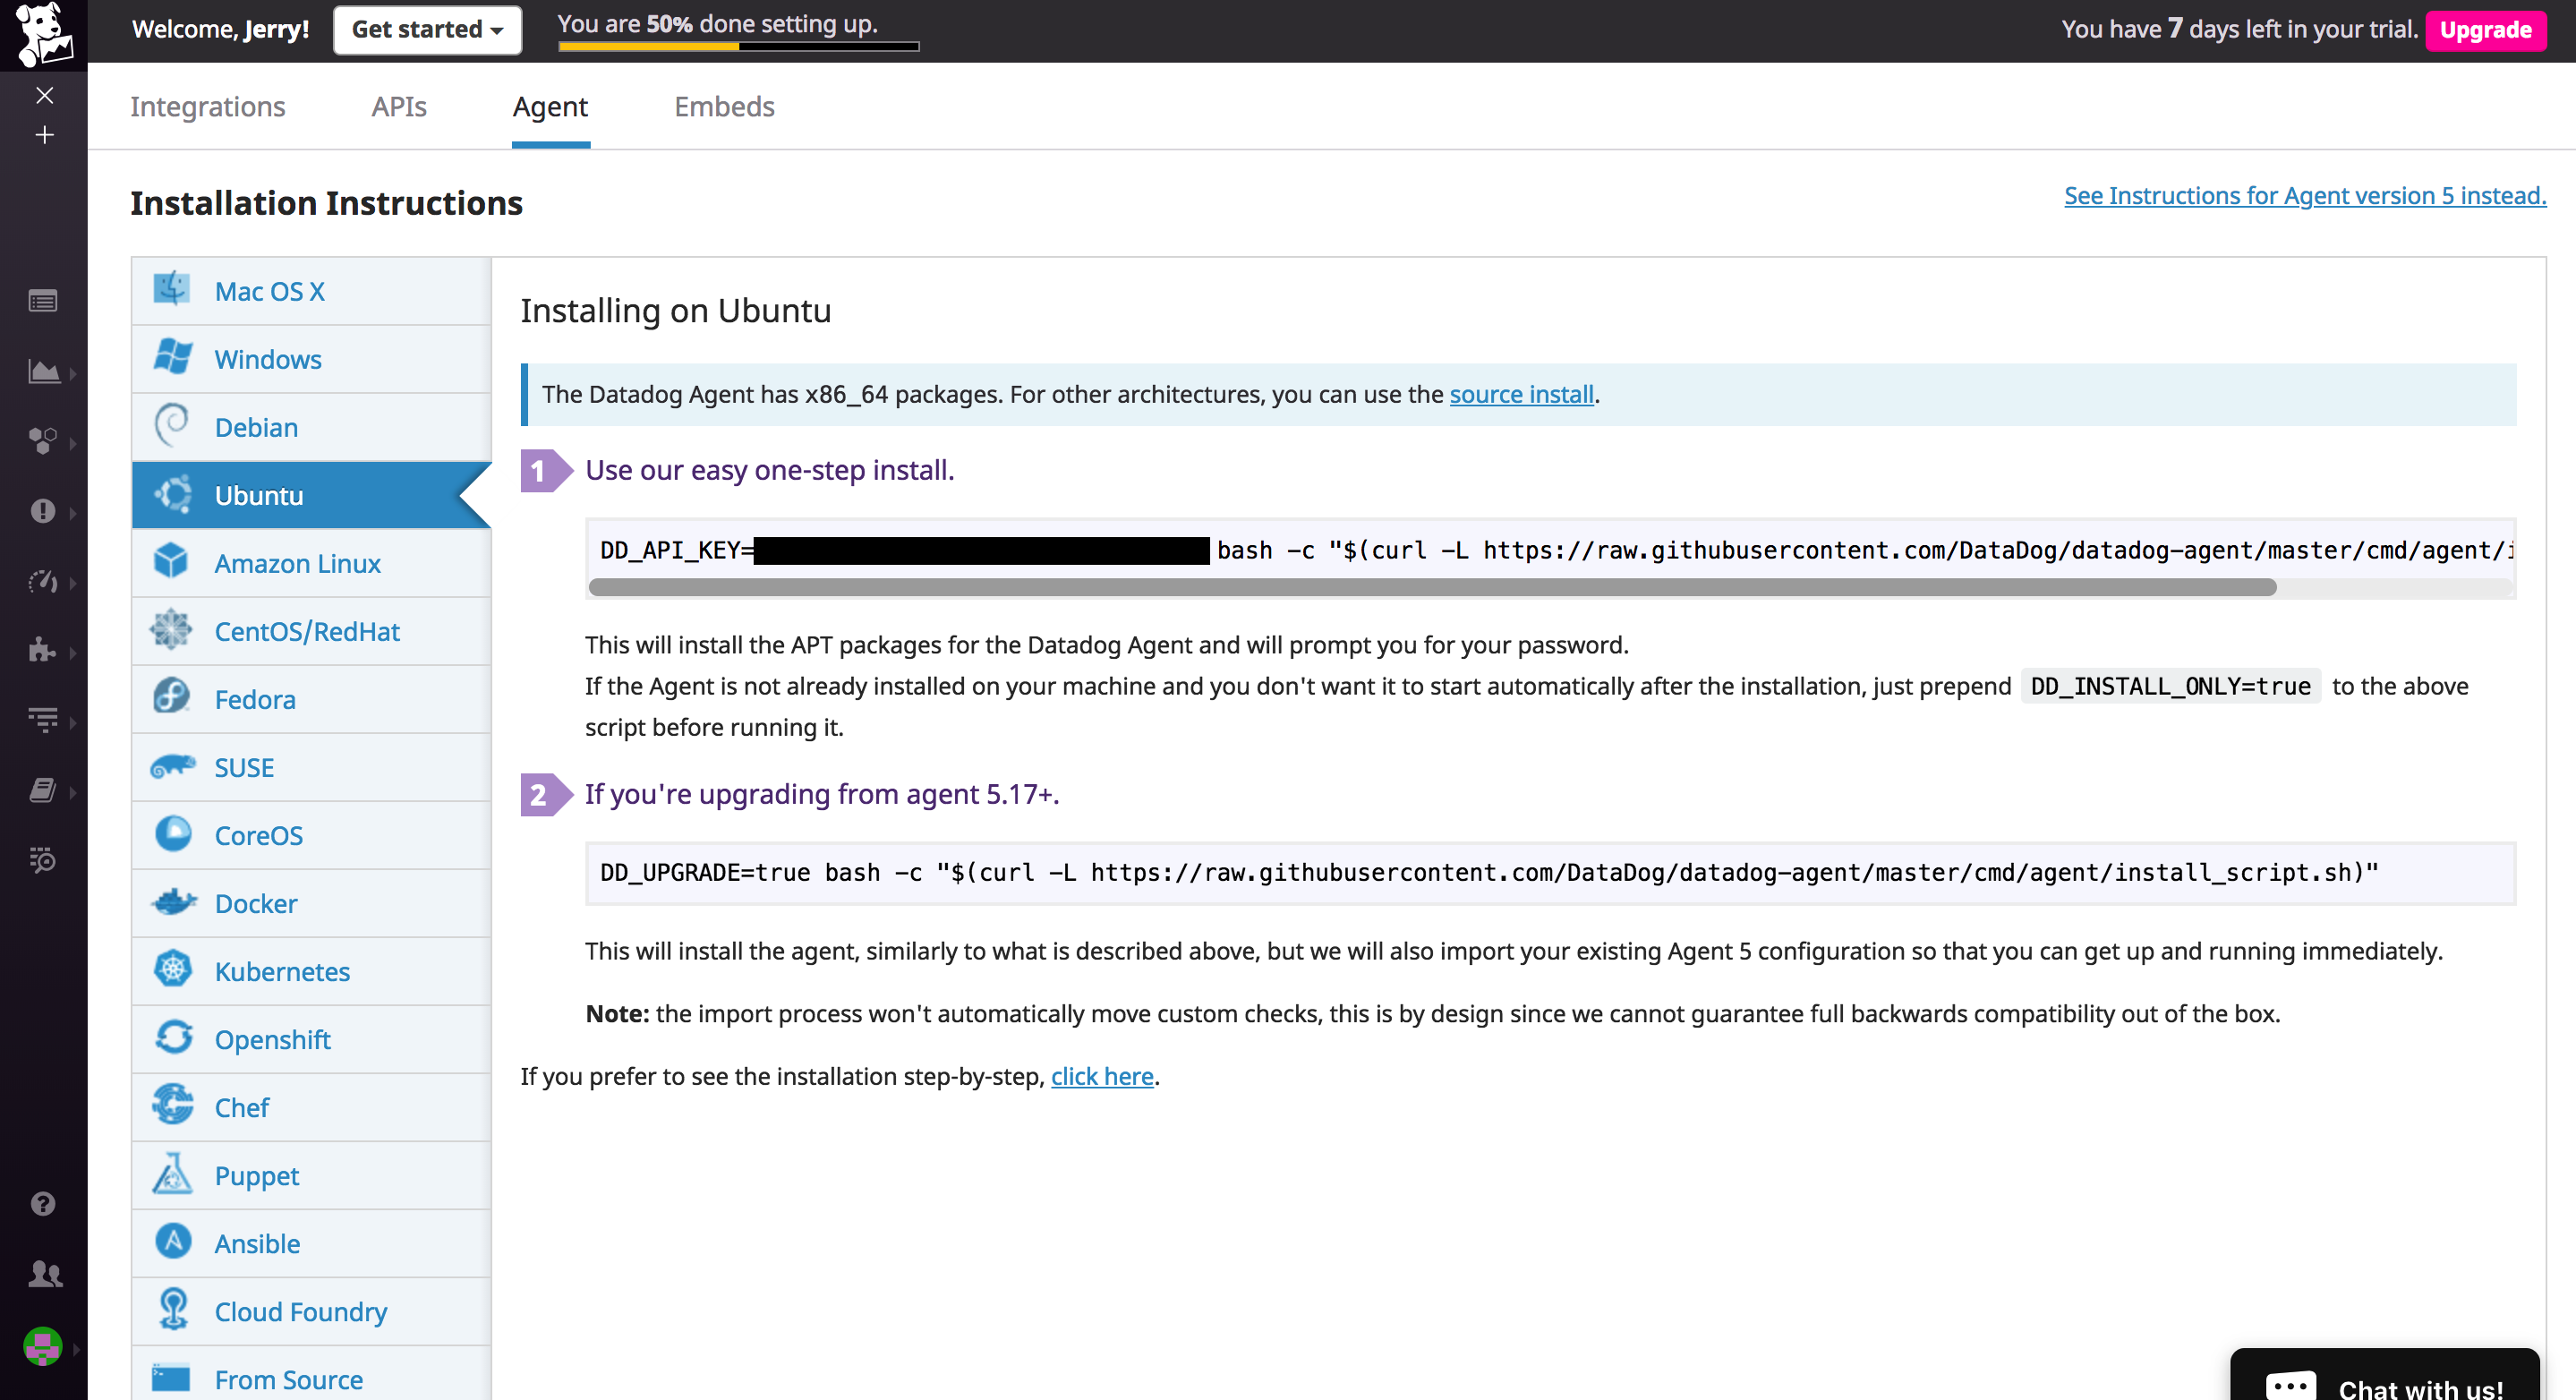 Welcome, Jerry!
Get started
You are 50% done setting up.
You have 7 days left in your trial.
Upgrade
Integrations
APIs
Agent
Embeds
Installation Instructions
See Instructions for Agent version 5 instead.
Mac OS X
Windows
Debian
Ubuntu
Amazon Linux
CentOS/RedHat
Fedora
SUSE
CoreOS
Docker
Kubernetes
Openshift
Chef
Puppet
Ansible
Cloud Foundry
From Source
Installing on Ubuntu
The Datadog Agent has x86_64 packages. For other architectures, you can use the source install.
1 Use our easy one-step install.
DD_API_KEY= bash -c "$(curl -L https://raw.githubusercontent.com/DataDog/datadog-agent/master/cmd/agent/i
This will install the APT packages for the Datadog Agent and will prompt you for your password.
If the Agent is not already installed on your machine and you don't want it to start automatically after the installation, just prepend DD_INSTALL_ONLY=true to the above
script before running it.
2 If you're upgrading from agent 5.17+.
DD_UPGRADE=true bash -c "$(curl -L https://raw.githubusercontent.com/DataDog/datadog-agent/master/cmd/agent/install_script.sh)"
This will install the agent, similarly to what is described above, but we will also import your existing Agent 5 configuration so that you can get up and running immediately.
Note: the import process won't automatically move custom checks, this is by design since we cannot guarantee full backwards compatibility out of the box.
If you prefer to see the installation step-by-step, click here.
Chat with us!